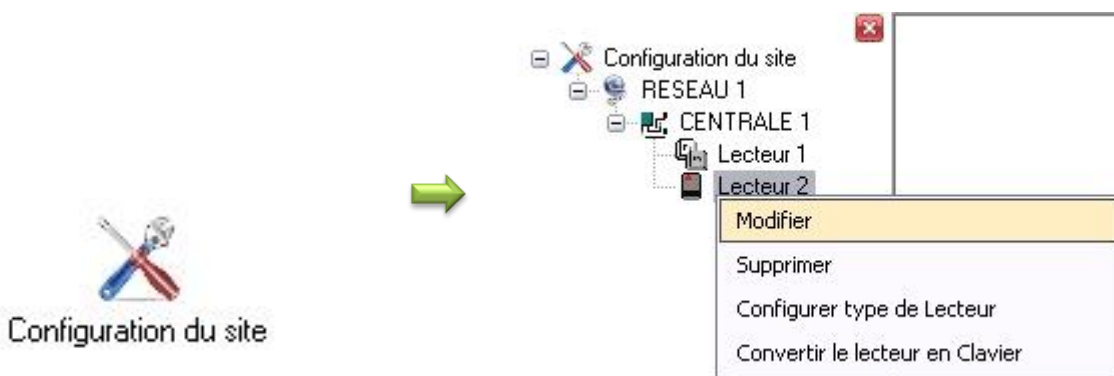 Configuration du site
Configuration du site
RESEAU 1
CENTRALE 1
Lecteur 1
Lecteur 2
Modifier
Supprimer
Configurer type de Lecteur
Convertir le lecteur en Clavier